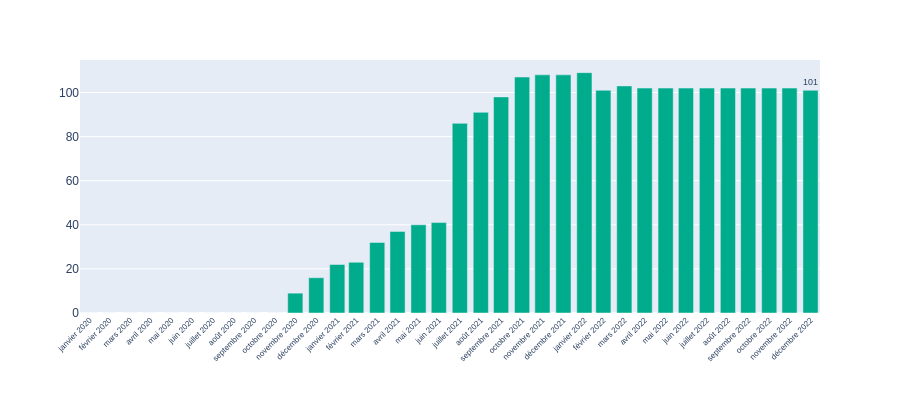 101
100
80
60
40
20
0
janvier 2020
février 2020
mars 2020
avril 2020
mai 2020
juin 2020
juillet 2020
août 2020
septembre 2020
octobre 2020
novembre 2020
décembre 2020
janvier 2021
février 2021
mars 2021
avril 2021
mai 2021
juin 2021
juillet 2021
août 2021
septembre 2021
octobre 2021
novembre 2021
décembre 2021
janvier 2022
février 2022
mars 2022
avril 2022
mai 2022
juin 2022
juillet 2022
août 2022
septembre 2022
octobre 2022
novembre 2022
décembre 2022